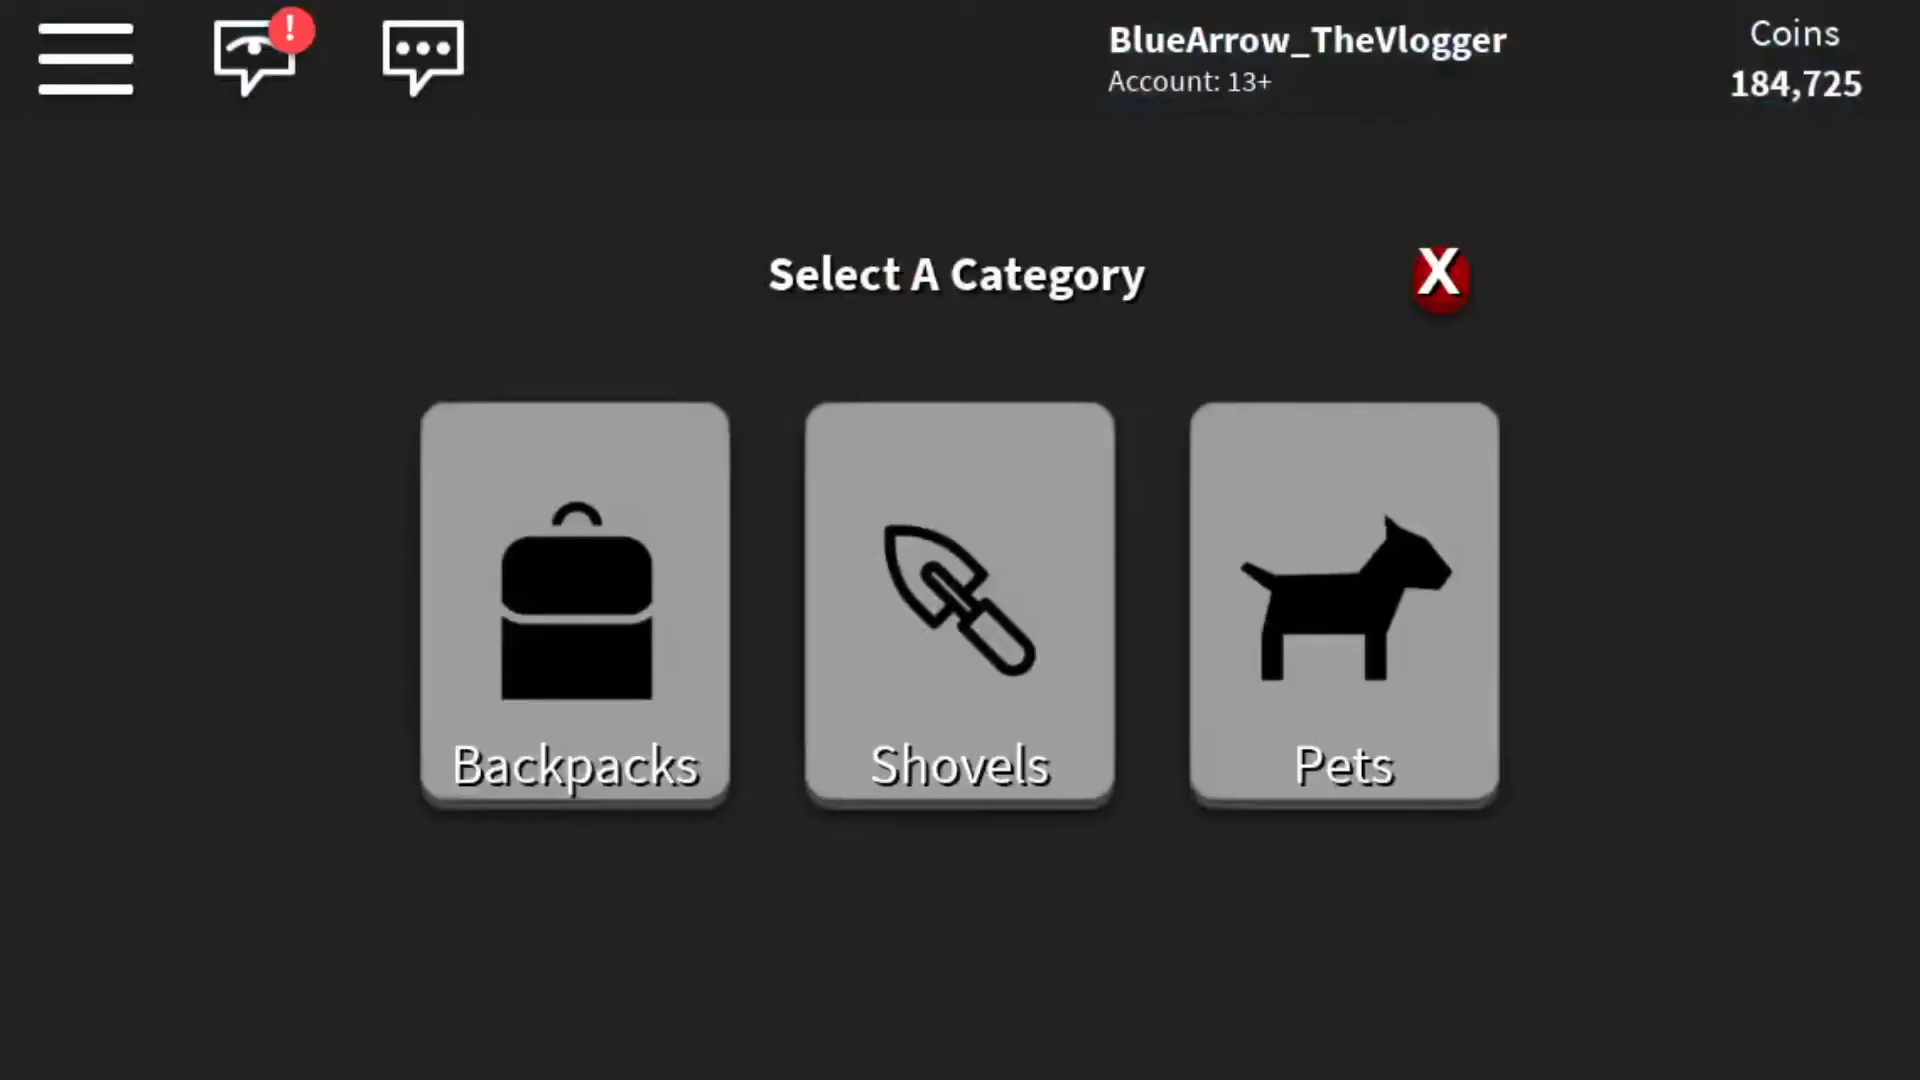 !
BlueArrow_TheVlogger
Account: 13+
Coins
184,725
Select A Category
X
Backpacks
Shovels
Pets